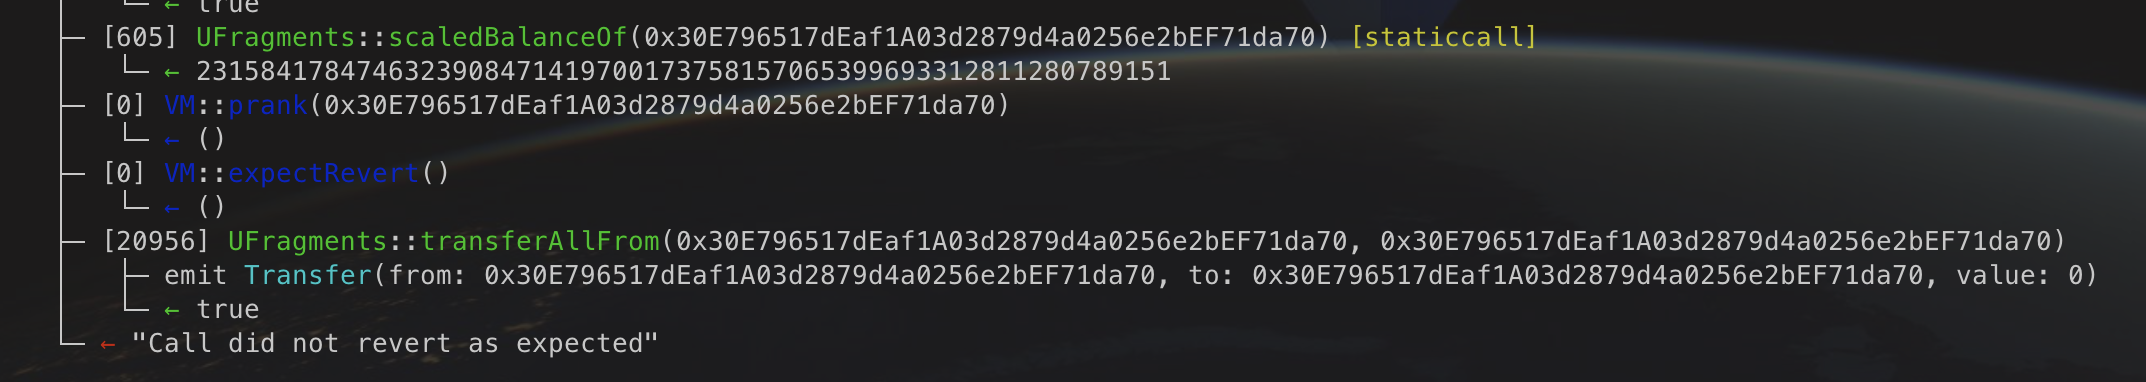 ← true
[605] UFragments::scaledBalanceOf(0x30E796517dEaf1A03d2879d4a0256e2bEF71da70) [staticcall]
← 2315841784746323908471419700173758157065399693312811280789151
[0] VM::prank(0x30E796517dEaf1A03d2879d4a0256e2bEF71da70)
← ()
[0] VM::expectRevert()
← ()
[20956] UFragments::transferAllFrom(0x30E796517dEaf1A03d2879d4a0256e2bEF71da70, 0x30E796517dEaf1A03d2879d4a0256e2bEF71da70)
emit Transfer(from: 0x30E796517dEaf1A03d2879d4a0256e2bEF71da70, to: 0x30E796517dEaf1A03d2879d4a0256e2bEF71da70, value: 0)
← true
← "Call did not revert as expected"